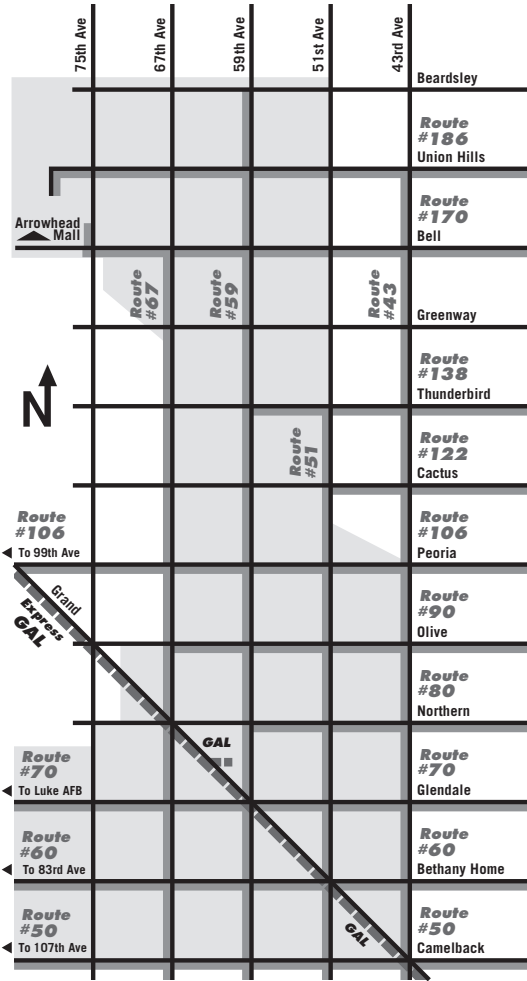 75th Ave
67th Ave
59th Ave
51st Ave
43rd Ave
Beardsley
Route
#186
Union Hills
Route
#170
Bell
Arrowhead
Mall
Route
#67
Route
#59
Route
#43
Greenway
N
Route
#138
Thunderbird
Route
#51
Route
#122
Cactus
Route
#106
To 99th Ave
Route
#106
Peoria
Grand
Express
GAL
Route
#90
Olive
Route
#80
Northern
GAL
Route
#70
To Luke AFB
Route
#70
Glendale
Route
#60
To 83rd Ave
Route
#60
Bethany Home
Route
#50
To 107th Ave
GAL
Route
#50
Camelback